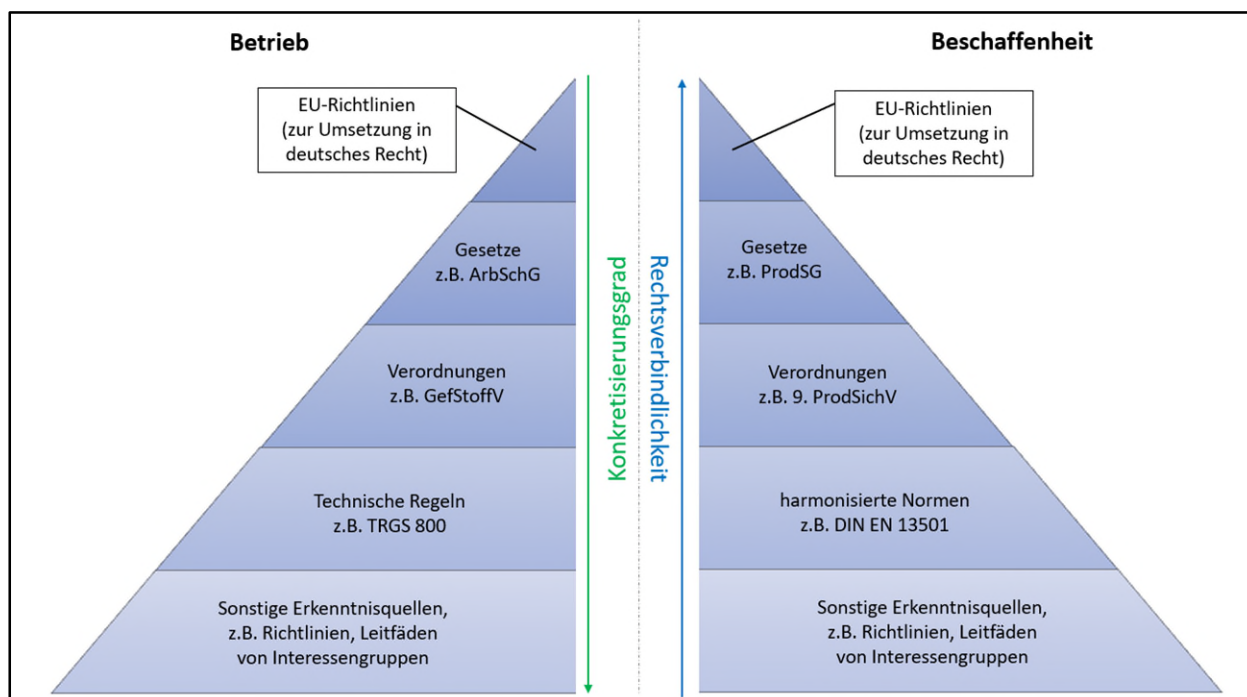 Betrieb
EU-Richtlinien
(zur Umsetzung in
deutsches Recht)
Gesetze
z.B. ArbSchG
Verordnungen
z.B. GefStoffV
Technische Regeln
z.B. TRGS 800
Sonstige Erkenntnisquellen,
z.B. Richtlinien, Leitfäden
von Interessengruppen
Konkretisierungsgrad
Rechtsverbindlichkeit
Beschaffenheit
EU-Richtlinien
(zur Umsetzung in
deutsches Recht)
Gesetze
z.B. ProdSG
Verordnungen
z.B. 9. ProdSichV
harmonisierte Normen
z.B. DIN EN 13501
Sonstige Erkenntnisquellen,
z.B. Richtlinien, Leitfäden
von Interessengruppen